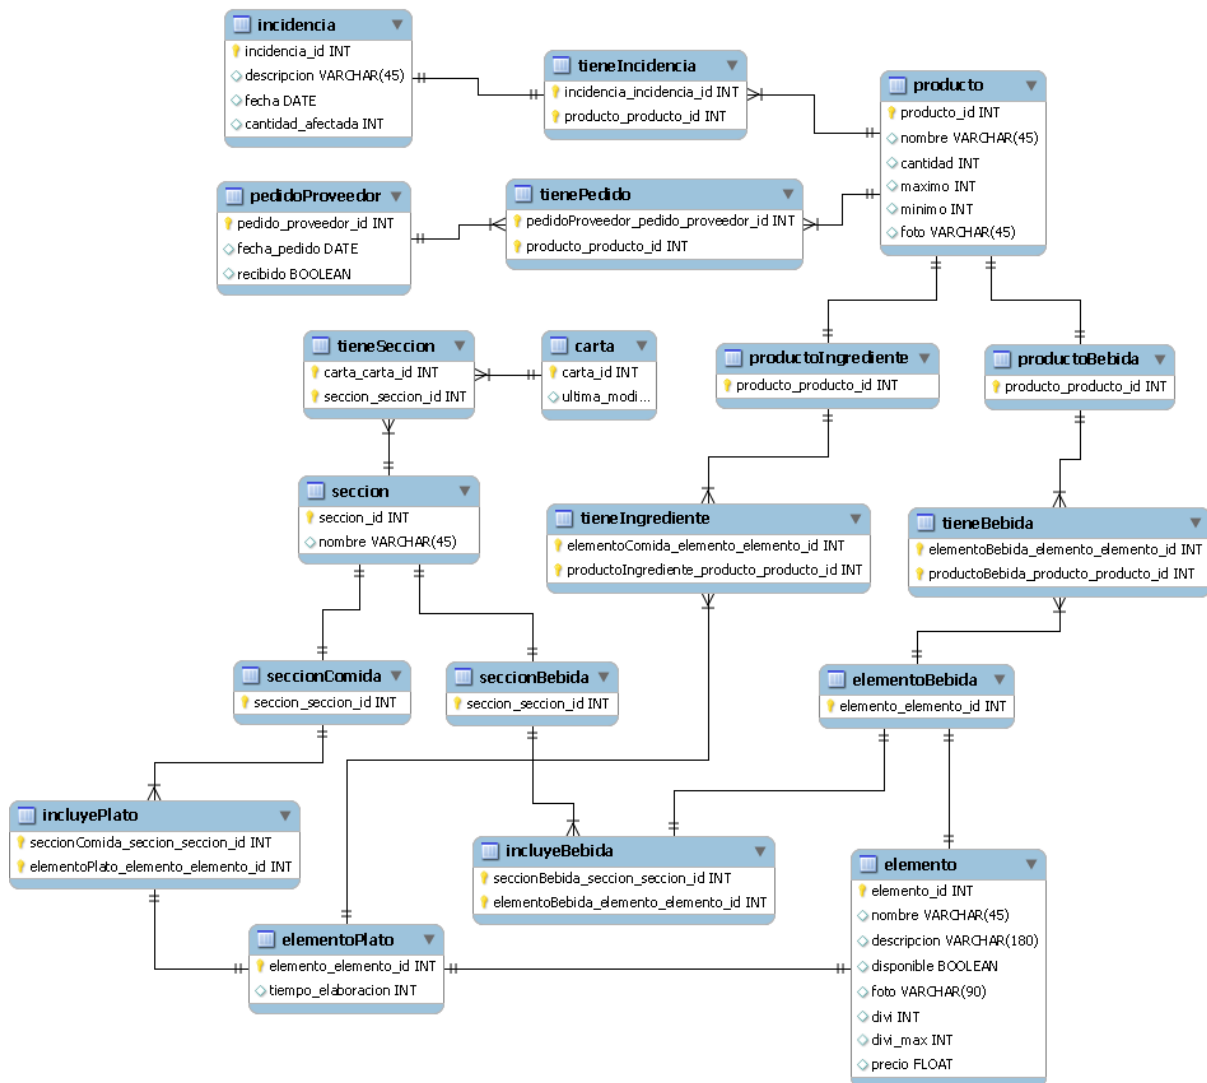 incidencia
incidencia_id INT
descripcion VARCHAR(45)
fecha DATE
cantidad_afectada INT
tieneIncidencia
incidencia_incidencia_id INT
producto_producto_id INT
producto
producto_id INT
nombre VARCHAR(45)
cantidad INT
maximo INT
minimo INT
foto VARCHAR(45)
pedidoProveedor
pedido_proveedor_id INT
fecha_pedido DATE
recibido BOOLEAN
tienePedido
pedidoProveedor_pedido_proveedor_id INT
producto_producto_id INT
tieneSeccion
carta_carta_id INT
seccion_seccion_id INT
carta
carta_id INT
ultima_modi...
productoIngrediente
producto_producto_id INT
productoBebida
producto_producto_id INT
seccion
seccion_id INT
nombre VARCHAR(45)
tieneIngrediente
elementoComida_elemento_elemento_id INT
productoIngrediente_producto_producto_id INT
tieneBebida
elementoBebida_elemento_elemento_id INT
productoBebida_producto_producto_id INT
seccionComida
seccion_seccion_id INT
seccionBebida
seccion_seccion_id INT
elementoBebida
elemento_elemento_id INT
incluyePlato
seccionComida_seccion_seccion_id INT
elementoPlato_elemento_elemento_id INT
incluyeBebida
seccionBebida_seccion_seccion_id INT
elementoBebida_elemento_elemento_id INT
elemento
elemento_id INT
nombre VARCHAR(45)
descripcion VARCHAR(180)
disponible BOOLEAN
foto VARCHAR(90)
divi INT
divi_max INT
precio FLOAT
elementoPlato
elemento_elemento_id INT
tiempo_elaboracion INT